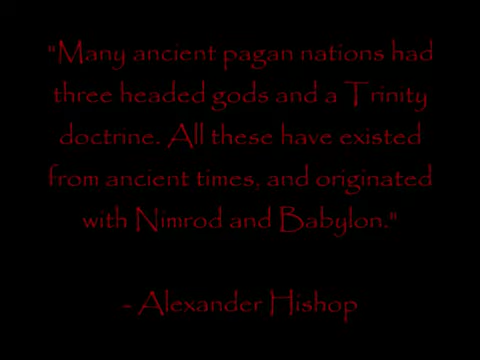 "Many ancient pagan nations had
three headed gods and a Trinity
doctrine. All these have existed
from ancient times, and originated
with Nimrod and Babylon."
- Alexander Hishop